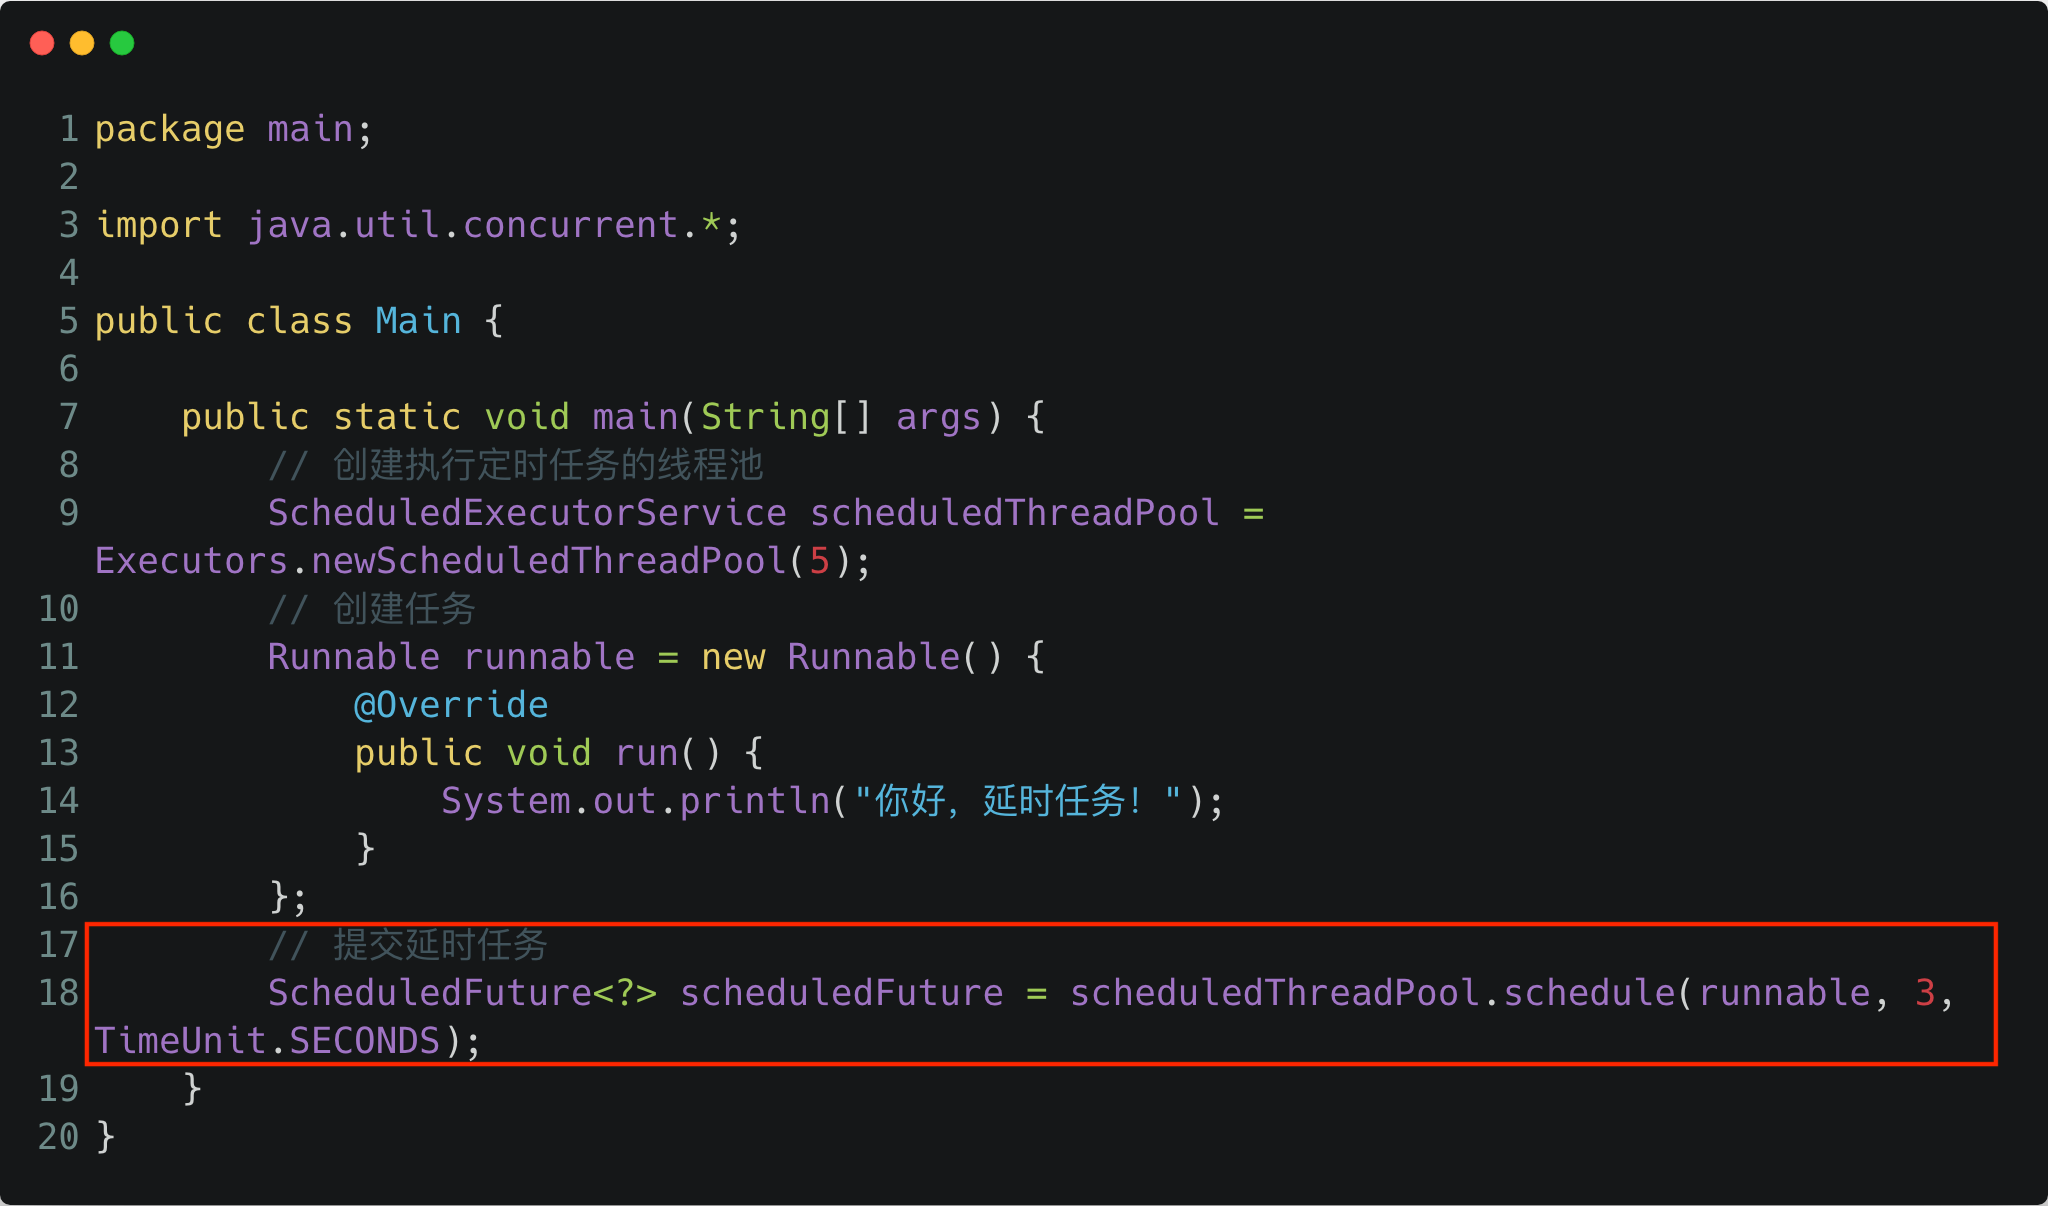 1 package main;
2
3 import java.util.concurrent.*;
4
5 public class Main {
6
7     public static void main(String[] args) {
8         // 创建执行定时任务的线程池
9         ScheduledExecutorService scheduledThreadPool =
Executors.newScheduledThreadPool(5);
10         // 创建任务
11         Runnable runnable = new Runnable() {
12             @Override
13             public void run() {
14                 System.out.println("你好，延时任务！");
15             }
16         };
17         // 提交延时任务
18         ScheduledFuture<?> scheduledFuture = scheduledThreadPool.schedule(runnable, 3,
TimeUnit.SECONDS);
19     }
20 }